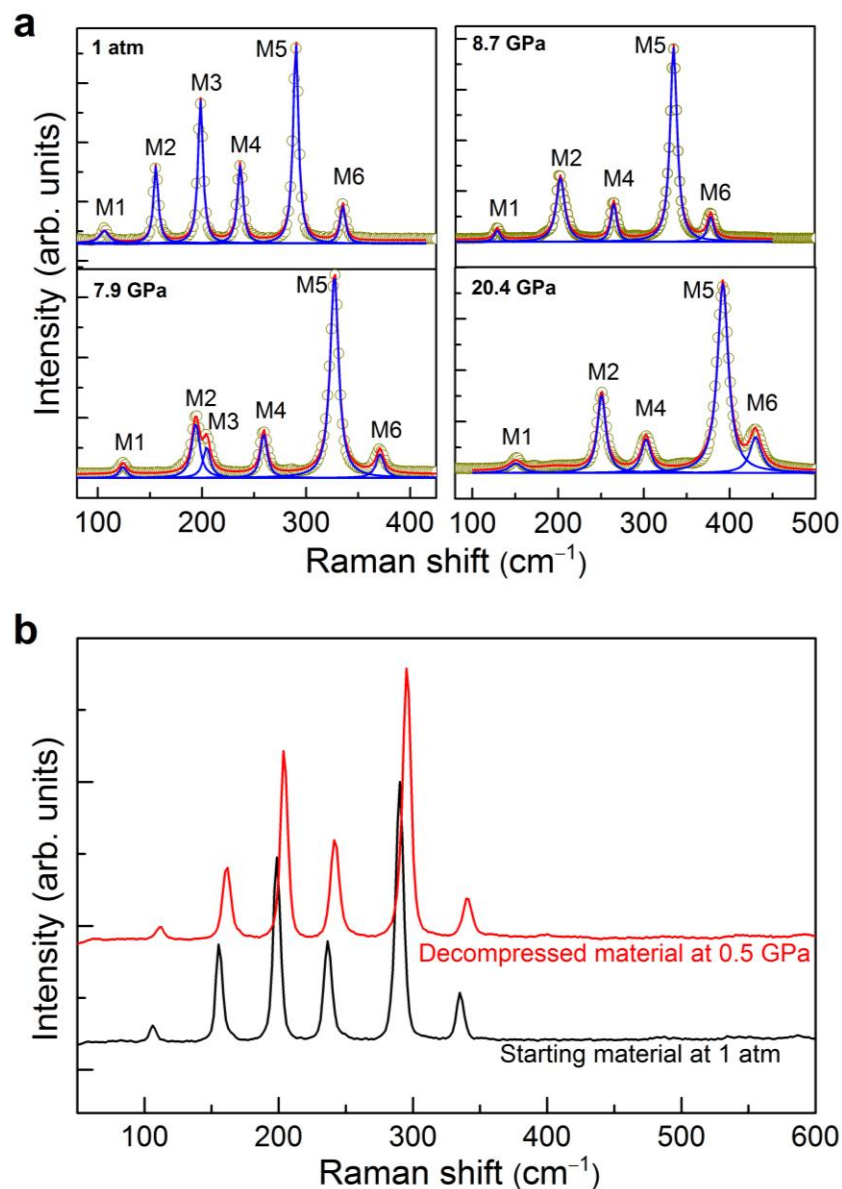 a
1 atm
M1
M2
M3
M4
M5
M6
8.7 GPa
M1
M2
M4
M5
M6
7.9 GPa
M1
M2
M3
M4
M5
M6
20.4 GPa
M1
M2
M4
M5
M6
Intensity (arb. units)
100 200 300 400
100 200 300 400 500
Raman shift (cm⁻¹)
b
Intensity (arb. units)
Decompressed material at 0.5 GPa
Starting material at 1 atm
100 200 300 400 500 600
Raman shift (cm⁻¹)